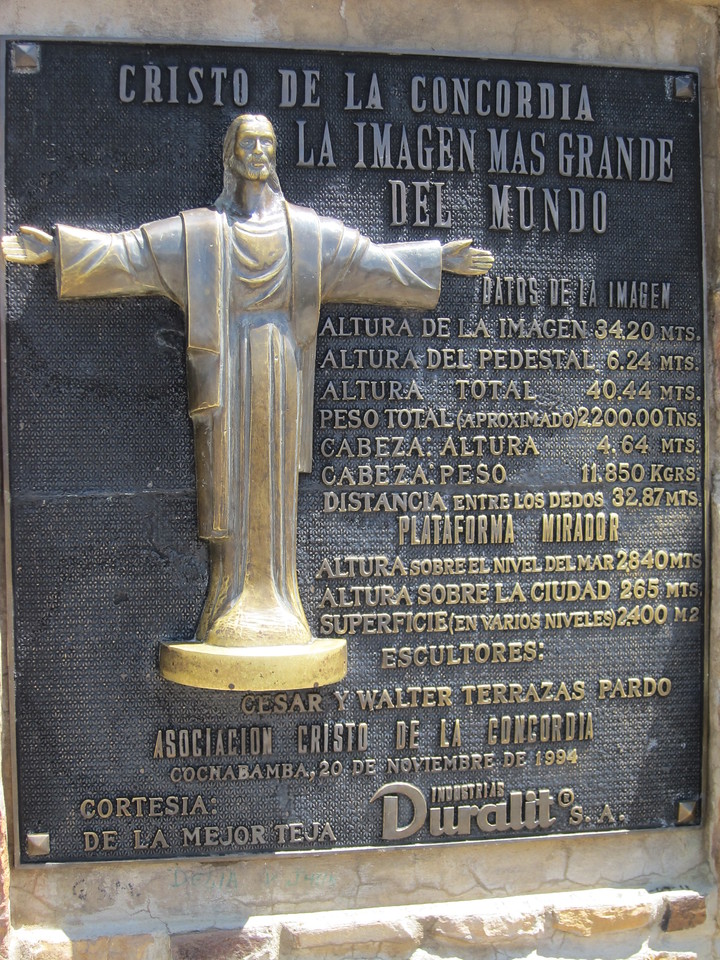 CRISTO DE LA CONCORDIA
LA IMAGEN MAS GRANDE
DEL MUNDO
DATOS DE LA IMAGEN
ALTURA DE LA IMAGEN 34.20 MTS.
ALTURA DEL PEDESTAL 6.24 MTS.
ALTURA TOTAL 40.44 MTS.
PESO TOTAL (APROXIMADO) 2200.00 TNS.
CABEZA: ALTURA 4.64 MTS.
CABEZA: PESO 11.850 KGRS.
DISTANCIA ENTRE LOS DEDOS 32,87 MTS.
PLATAFORMA MIRADOR
ALTURA SOBRE EL NIVEL DEL MAR 2840 MTS
ALTURA SOBRE LA CIUDAD 265 MTS.
SUPERFICIE (EN VARIOS NIVELES) 2.400 M2
ESCULTORES:
CESAR Y WALTER TERRAZAS PARDO
ASOCIACION CRISTO DE LA CONCORDIA
COCHABAMBA, 20 DE NOVIEMBRE DE 1994
CORTESIA:
DE LA MEJOR TEJA
INDUSTRIAS
Duralit® S.A.